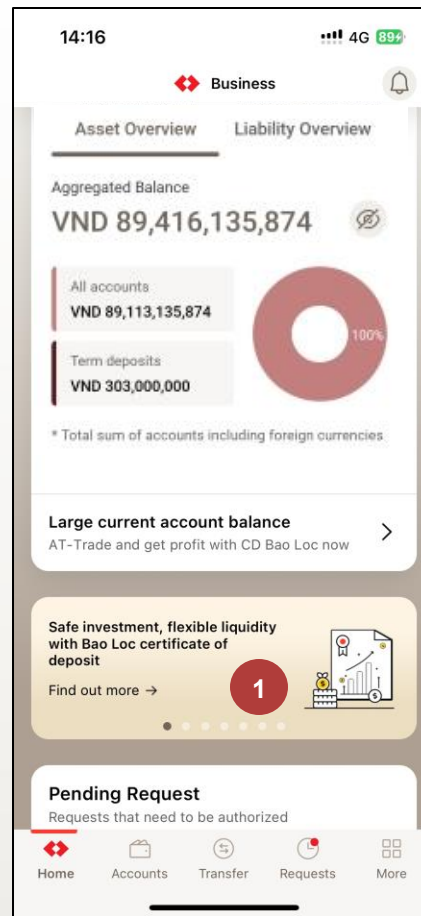 14:16
4G 89
Business
Asset Overview Liability Overview
Aggregated Balance
VND 89,416,135,874
All accounts
VND 89,113,135,874
100%
Term deposits
VND 303,000,000
* Total sum of accounts including foreign currencies
Large current account balance
AT-Trade and get profit with CD Bao Loc now
Safe investment, flexible liquidity
with Bao Loc certificate of
deposit
Find out more →
1
Pending Request
Requests that need to be authorized
Home Accounts Transfer Requests More